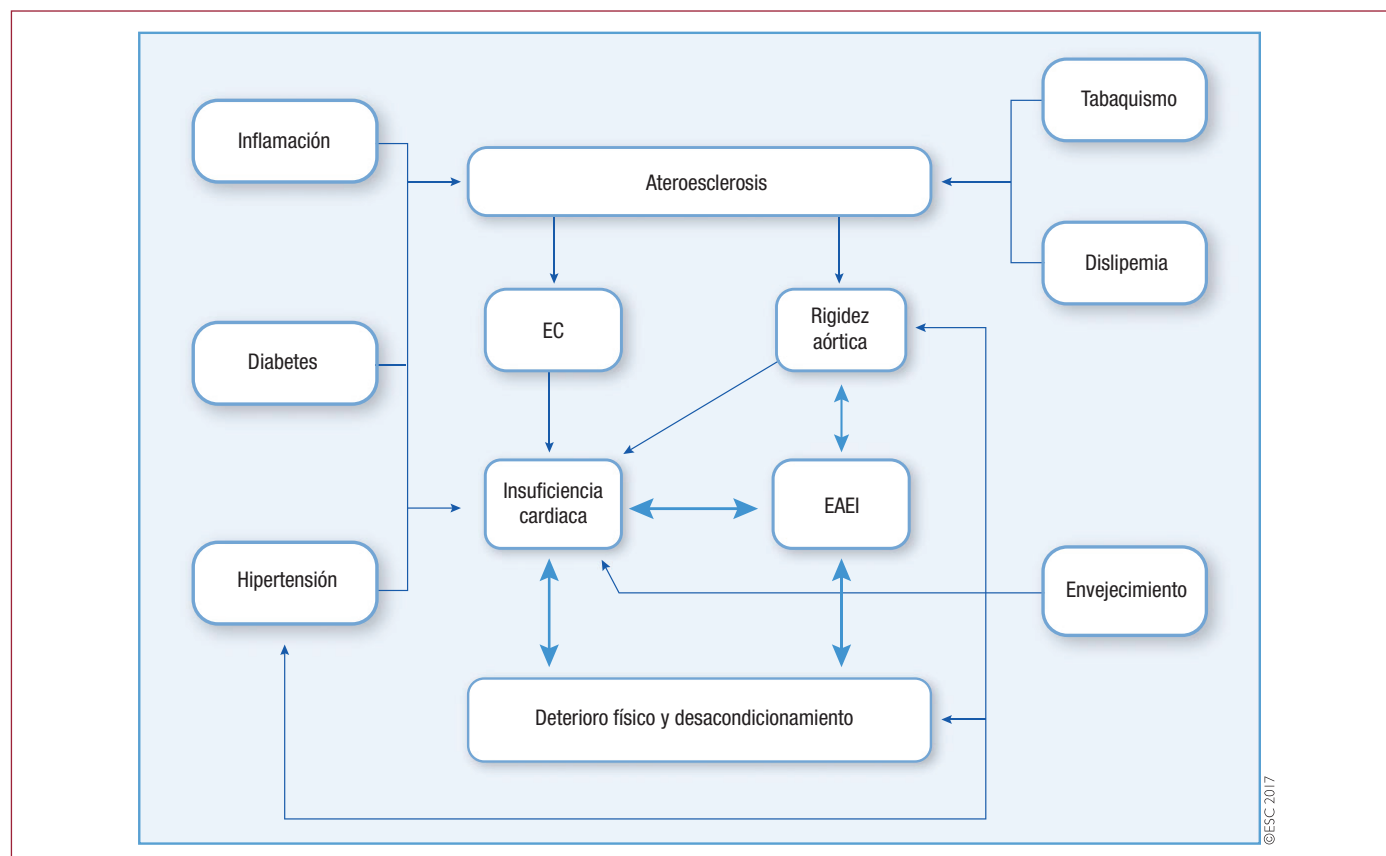 Tabaquismo
Inflamación
Ateroesclerosis
Dislipemia
EC
Rigidez
aórtica
Diabetes
Insuficiencia
cardiaca
EAEI
Hipertensión
Envejecimiento
Deterioro físico y desacondicionamiento
©ESC 2017